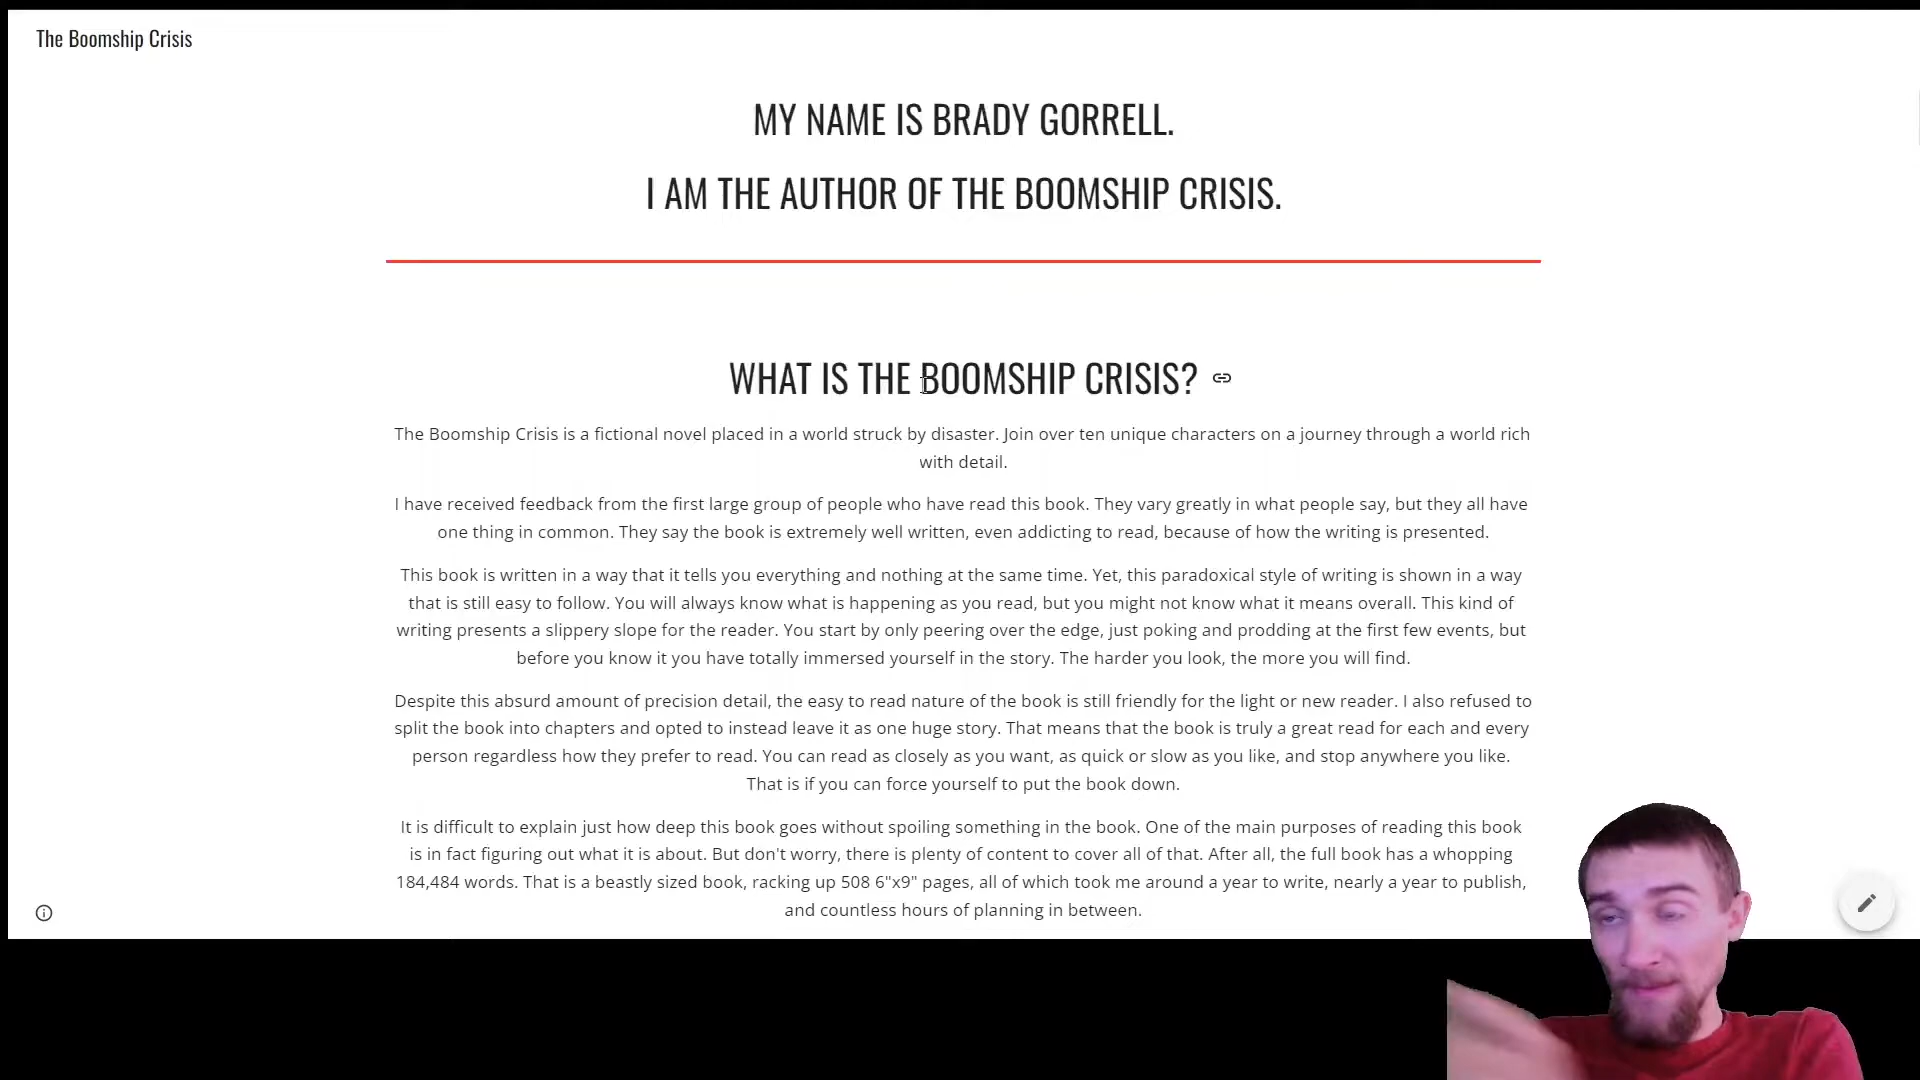 The Boomship Crisis
MY NAME IS BRADY GORRELL.
I AM THE AUTHOR OF THE BOOMSHIP CRISIS.
WHAT IS THE BOOMSHIP CRISIS?
The Boomship Crisis is a fictional novel placed in a world struck by disaster. Join over ten unique characters on a journey through a world rich
with detail.
I have received feedback from the first large group of people who have read this book. They vary greatly in what people say, but they all have
one thing in common. They say the book is extremely well written, even addicting to read, because of how the writing is presented.
This book is written in a way that it tells you everything and nothing at the same time. Yet, this paradoxical style of writing is shown in a way
that is still easy to follow. You will always know what is happening as you read, but you might not know what it means overall. This kind of
writing presents a slippery slope for the reader. You start by only peering over the edge, just poking and prodding at the first few events, but
before you know it you have totally immersed yourself in the story. The harder you look, the more you will find.
Despite this absurd amount of precision detail, the easy to read nature of the book is still friendly for the light or new reader. I also refused to
split the book into chapters and opted to instead leave it as one huge story. That means that the book is truly a great read for each and every
person regardless how they prefer to read. You can read as closely as you want, as quick or slow as you like, and stop anywhere you like.
That is if you can force yourself to put the book down.
It is difficult to explain just how deep this book goes without spoiling something in the book. One of the main purposes of reading this book
is in fact figuring out what it is about. But don't worry, there is plenty of content to cover all of that. After all, the full book has a whopping
184,484 words. That is a beastly sized book, racking up 508 6"x9" pages, all of which took me around a year to write, nearly a year to publish,
and countless hours of planning in between.